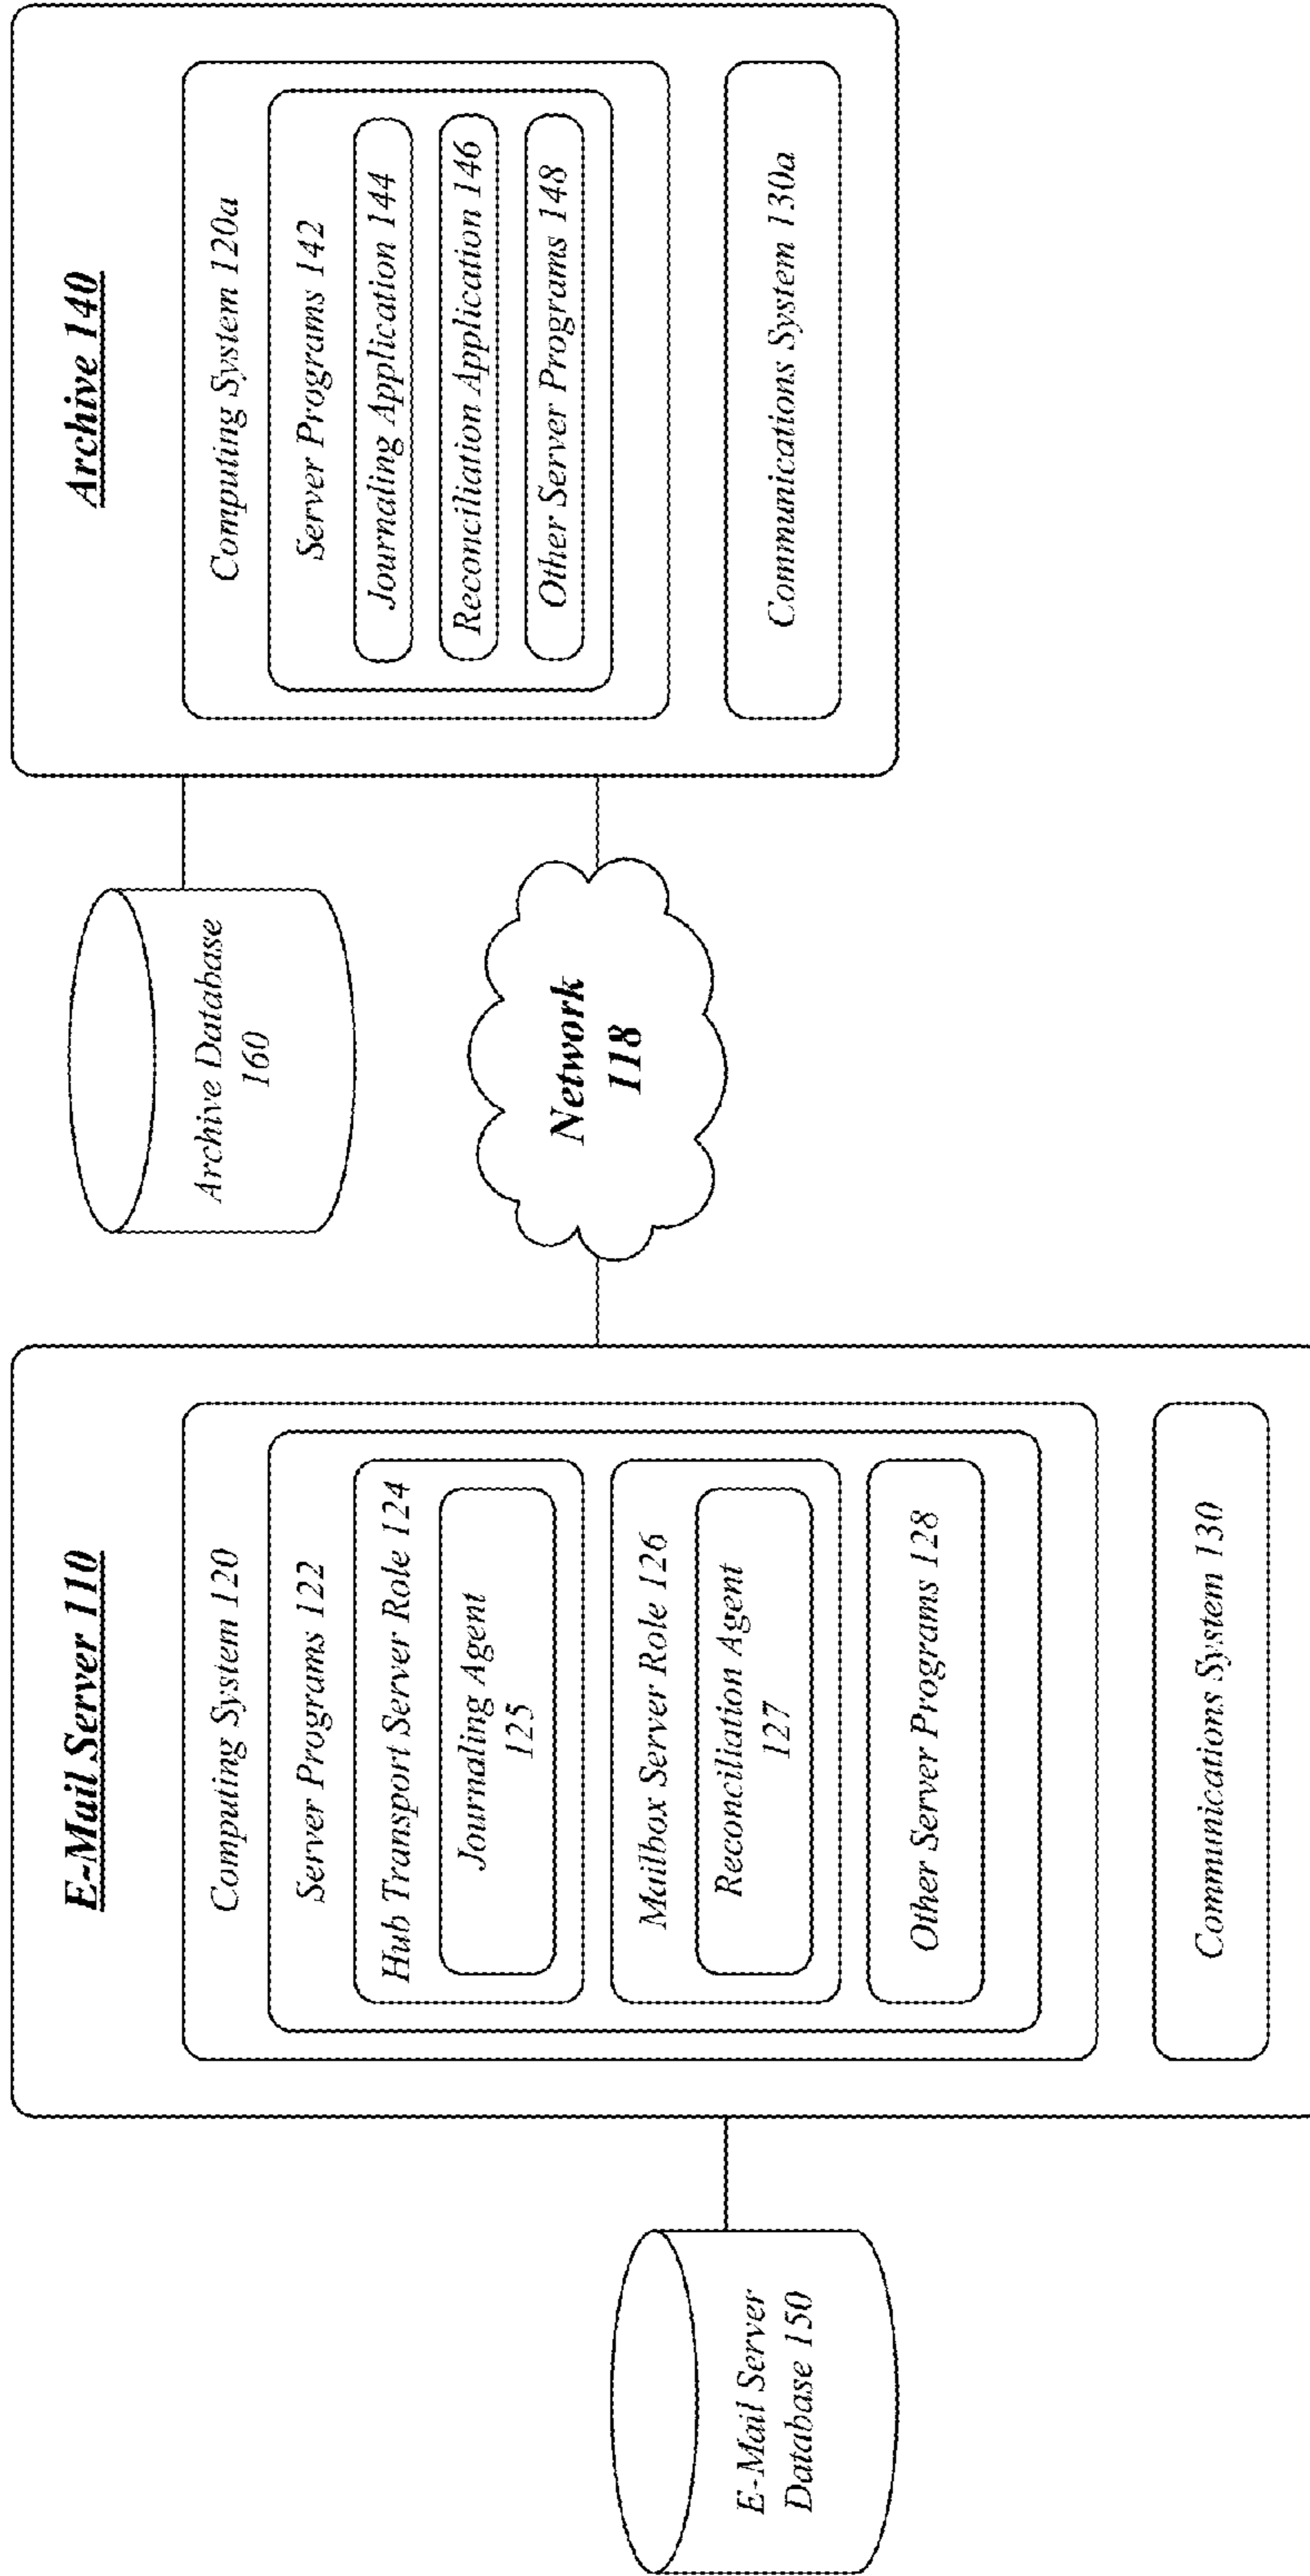 E-Mail Server 110
Computing System 120
Server Programs 122
Hub Transport Server Role 124
Journaling Agent
125
Mailbox Server Role 126
Reconciliation Agent
127
Other Server Programs 128
Communications System 130
E-Mail Server
Database 150
Archive Database
160
Network
118
Archive 140
Computing System 120a
Server Programs 142
Journaling Application 144
Reconciliation Application 146
Other Server Programs 148
Communications System 130a